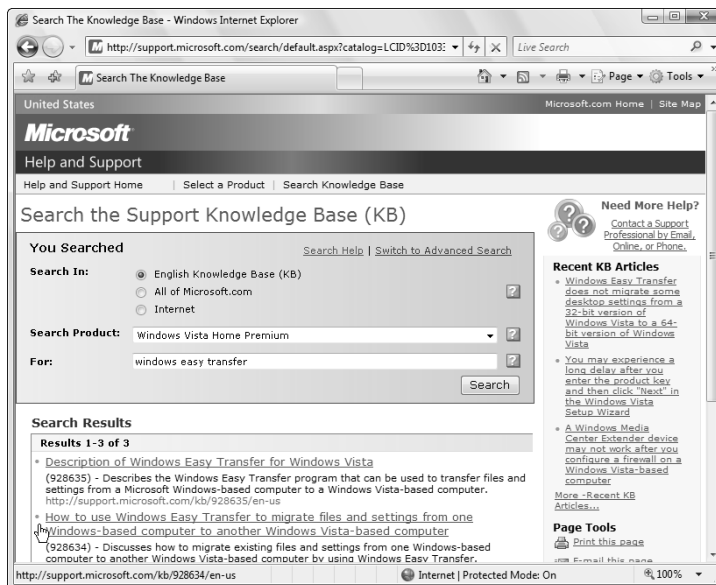 Search The Knowledge Base - Windows Internet Explorer
http://support.microsoft.com/search/default.aspx?catalog=LCID%3D103:
Live Search
Search The Knowledge Base
Page
Tools
United States
Microsoft.com Home | Site Map
Microsoft
Help and Support
Help and Support Home | Select a Product | Search Knowledge Base
Search the Support Knowledge Base (KB)
You Searched
Search Help | Switch to Advanced Search
Search In:
English Knowledge Base (KB)
All of Microsoft.com
Internet
Search Product:
Windows Vista Home Premium
For:
windows easy transfer
Search
Search Results
Results 1-3 of 3
Description of Windows Easy Transfer for Windows Vista
(928635) - Describes the Windows Easy Transfer program that can be used to transfer files and
settings from a Microsoft Windows-based computer to a Windows Vista-based computer.
http://support.microsoft.com/kb/928635/en-us
How to use Windows Easy Transfer to migrate files and settings from one
Windows-based computer to another Windows Vista-based computer
(928634) - Discusses how to migrate existing files and settings from one Windows-based
computer to another Windows Vista-based computer by using Windows Easy Transfer.
Need More Help?
Contact a Support
Professional by Email,
Online, or Phone.
Recent KB Articles
Windows Easy Transfer
does not migrate some
desktop settings from a
32-bit version of
Windows Vista to a 64-
bit version of Windows
Vista
You may experience a
long delay after you
enter the product key
and then click "Next" in
the Windows Vista
Setup Wizard
A Windows Media
Center Extender device
may not work after you
configure a firewall on a
Windows Vista-based
computer
More -Recent KB
Articles...
Page Tools
Print this page
E-mail this page
http://support.microsoft.com/kb/928634/en-us
Internet | Protected Mode: On
100%